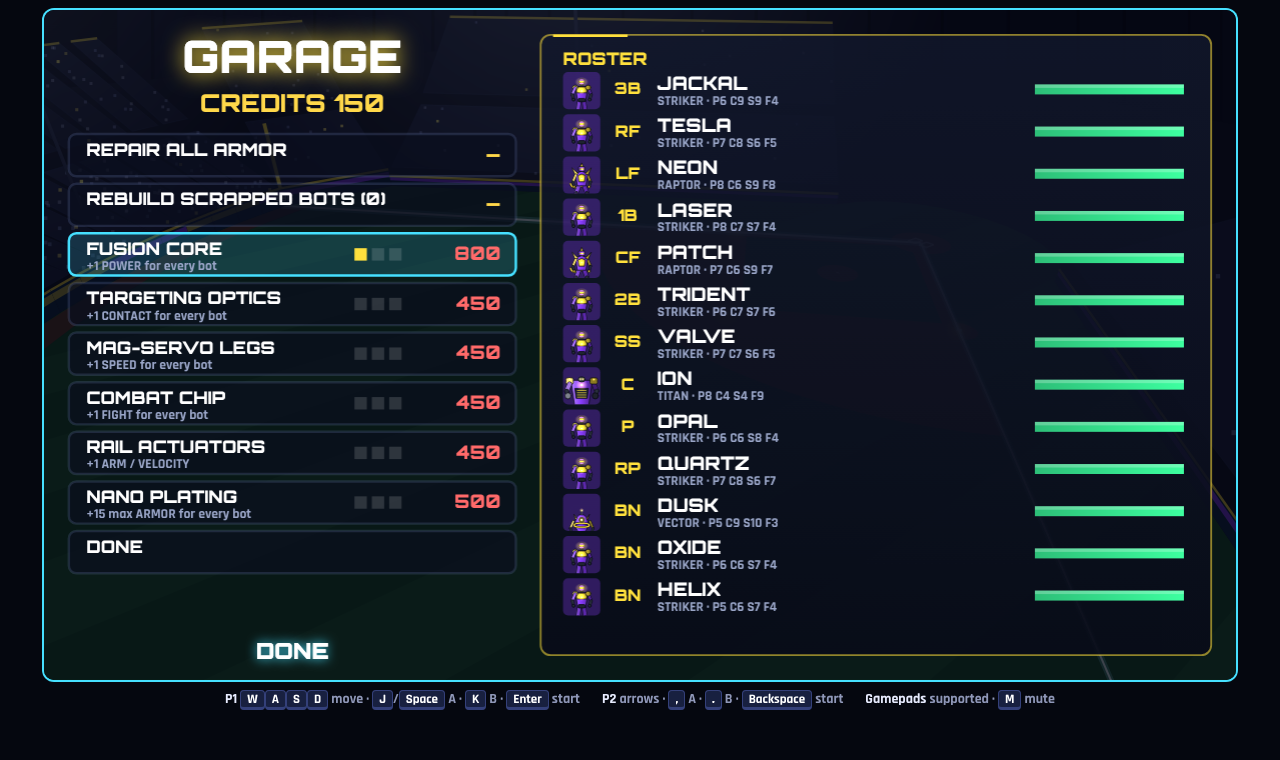 GARAGE
CREDITS 150
REPAIR ALL ARMOR –
REBUILD SCRAPPED BOTS (0) –
FUSION CORE 800
+1 POWER for every bot
TARGETING OPTICS 450
+1 CONTACT for every bot
MAG-SERVO LEGS 450
+1 SPEED for every bot
COMBAT CHIP 450
+1 FIGHT for every bot
RAIL ACTUATORS 450
+1 ARM / VELOCITY
NANO PLATING 500
+15 max ARMOR for every bot
DONE
DONE
ROSTER
3B JACKAL
STRIKER · P6 C9 S9 F4
RF TESLA
STRIKER · P7 C8 S6 F5
LF NEON
RAPTOR · P8 C6 S9 F8
1B LASER
STRIKER · P8 C7 S7 F4
CF PATCH
RAPTOR · P7 C6 S9 F7
2B TRIDENT
STRIKER · P6 C7 S7 F6
SS VALVE
STRIKER · P7 C7 S6 F5
C ION
TITAN · P8 C4 S4 F9
P OPAL
STRIKER · P6 C6 S8 F4
RP QUARTZ
STRIKER · P7 C8 S6 F7
BN DUSK
VECTOR · P5 C9 S10 F3
BN OXIDE
STRIKER · P6 C6 S7 F4
BN HELIX
STRIKER · P5 C6 S7 F4
P1 W A S D move · J / Space A · K B · Enter start P2 arrows · , A · . B · Backspace start Gamepads supported · M mute